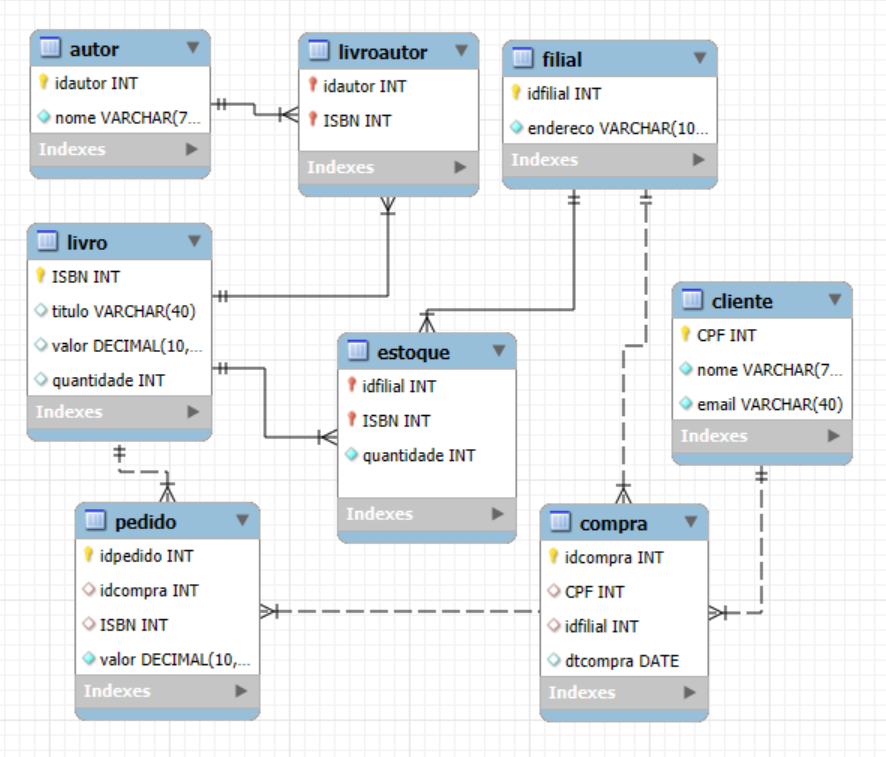 autor
idautor INT
nome VARCHAR(7...
Indexes
livroautor
idautor INT
ISBN INT
Indexes
filial
idfilial INT
endereco VARCHAR(10...
Indexes
livro
ISBN INT
titulo VARCHAR(40)
valor DECIMAL(10,...
quantidade INT
Indexes
estoque
idfilial INT
ISBN INT
quantidade INT
Indexes
cliente
CPF INT
nome VARCHAR(7...
email VARCHAR(40)
Indexes
pedido
idpedido INT
idcompra INT
ISBN INT
valor DECIMAL(10,...
Indexes
compra
idcompra INT
CPF INT
idfilial INT
dtcompra DATE
Indexes